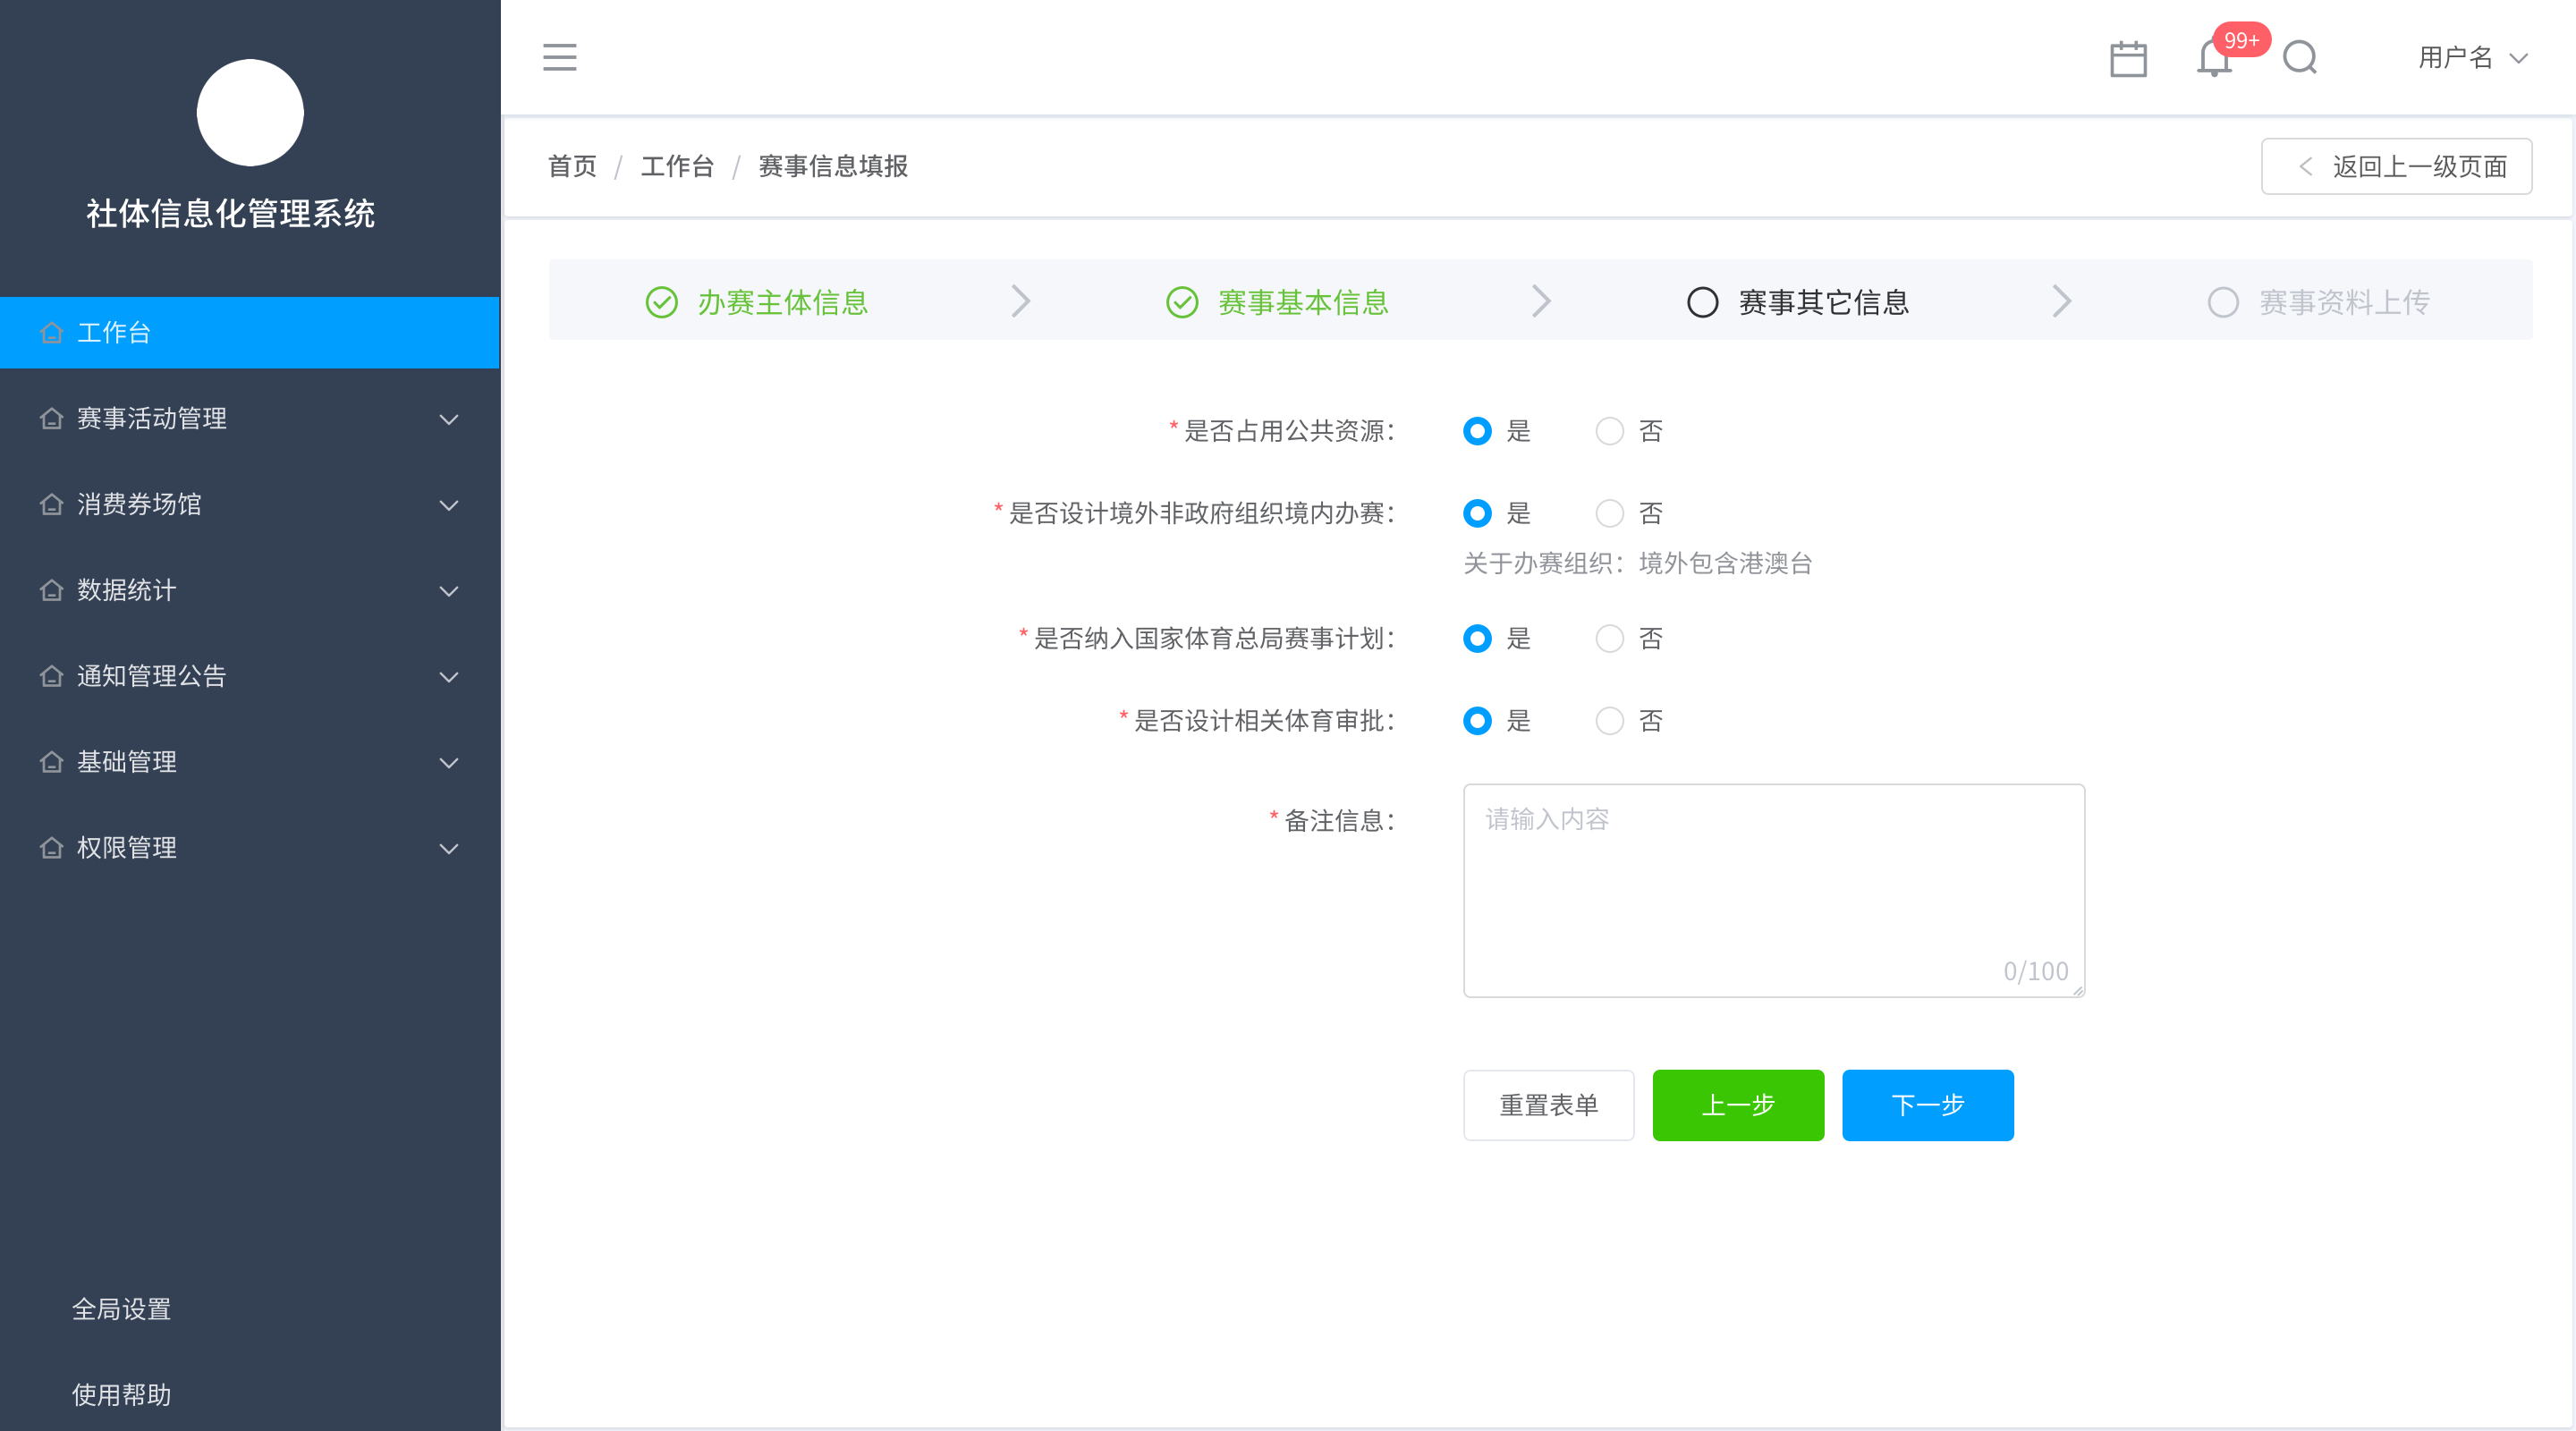 社体信息化管理系统
工作台
赛事活动管理
消费券场馆
数据统计
通知管理公告
基础管理
权限管理
全局设置
使用帮助
99+
用户名
首页 / 工作台 / 赛事信息填报
返回上一级页面
办赛主体信息
赛事基本信息
赛事其它信息
赛事资料上传
* 是否占用公共资源： 是 否
* 是否设计境外非政府组织境内办赛： 是 否
关于办赛组织：境外包含港澳台
* 是否纳入国家体育总局赛事计划： 是 否
* 是否设计相关体育审批： 是 否
* 备注信息：
请输入内容
0/100
重置表单
上一步
下一步